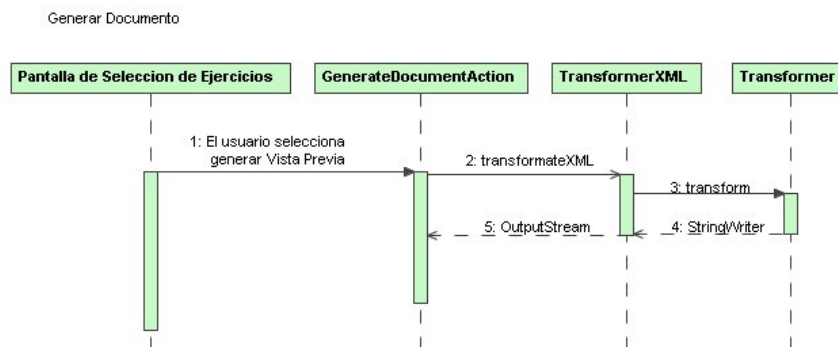 Generar Documento
Pantalla de Seleccion de Ejercicios
GenerateDocumentAction
TransformerXML
Transformer
1: El usuario selecciona
generar Vista Previa
2: transformateXML
3: transform
5: OutputStream
4: StringWriter